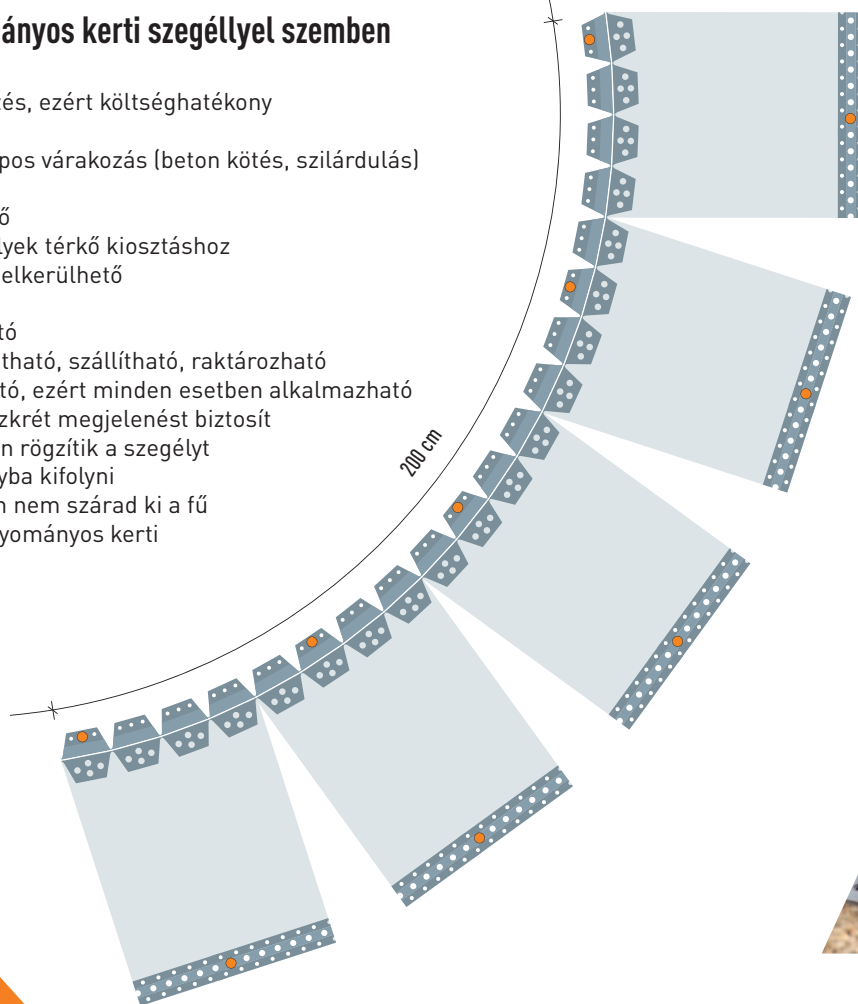 ányos kerti szegéllyel szemben
tés, ezért költséghatékony
pos várakozás (beton kötés, szilárdulás)
ő
lyek térkő kiosztáshoz
elkerülhető
tó
tható, szállítható, raktározható
tó, ezért minden esetben alkalmazható
zkrét megjelenést biztosít
n rögzítik a szegélyt
yba kifolyni
n nem szárad ki a fű
yományos kerti
200 cm